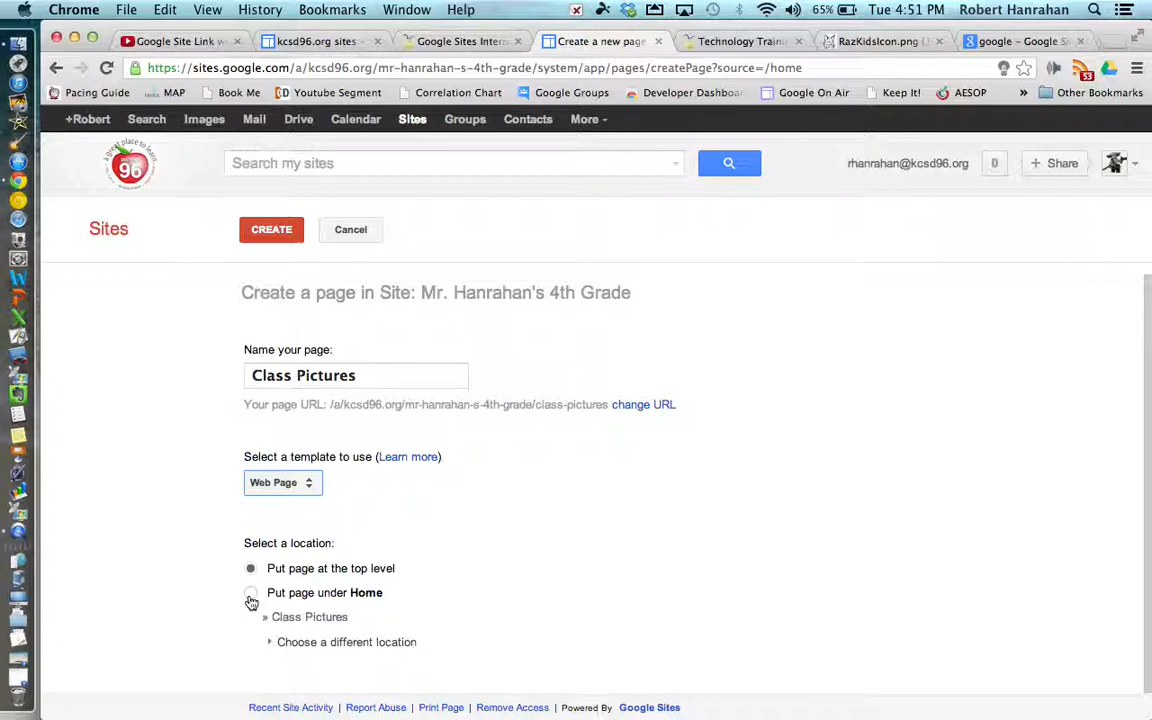 Chrome File Edit View History Bookmarks Window Help 65% Tue 4:51 PM Robert Hanrahan
Google Site Link w kcsd96.org sites - Google Sites Intern Create a new page Technology Traini RazKidsIcon.png ( google - Google S
https://sites.google.com/a/kcsd96.org/mr-hanrahan-s-4th-grade/system/app/pages/createPage?source=/home 53
Pacing Guide MAP Book Me Youtube Segment Correlation Chart Google Groups Developer Dashboa Google On Air Keep It! AESOP » Other Bookmarks
+Robert Search Images Mail Drive Calendar Sites Groups Contacts More
a great place to learn
96
Search my sites rhanrahan@kcsd96.org 0 + Share
Sites CREATE Cancel
Create a page in Site: Mr. Hanrahan's 4th Grade
Name your page:
Class Pictures
Your page URL: /a/kcsd96.org/mr-hanrahan-s-4th-grade/class-pictures change URL
Select a template to use (Learn more)
Web Page
Select a location:
Put page at the top level
Put page under Home
» Class Pictures
Choose a different location
Recent Site Activity | Report Abuse | Print Page | Remove Access | Powered By Google Sites